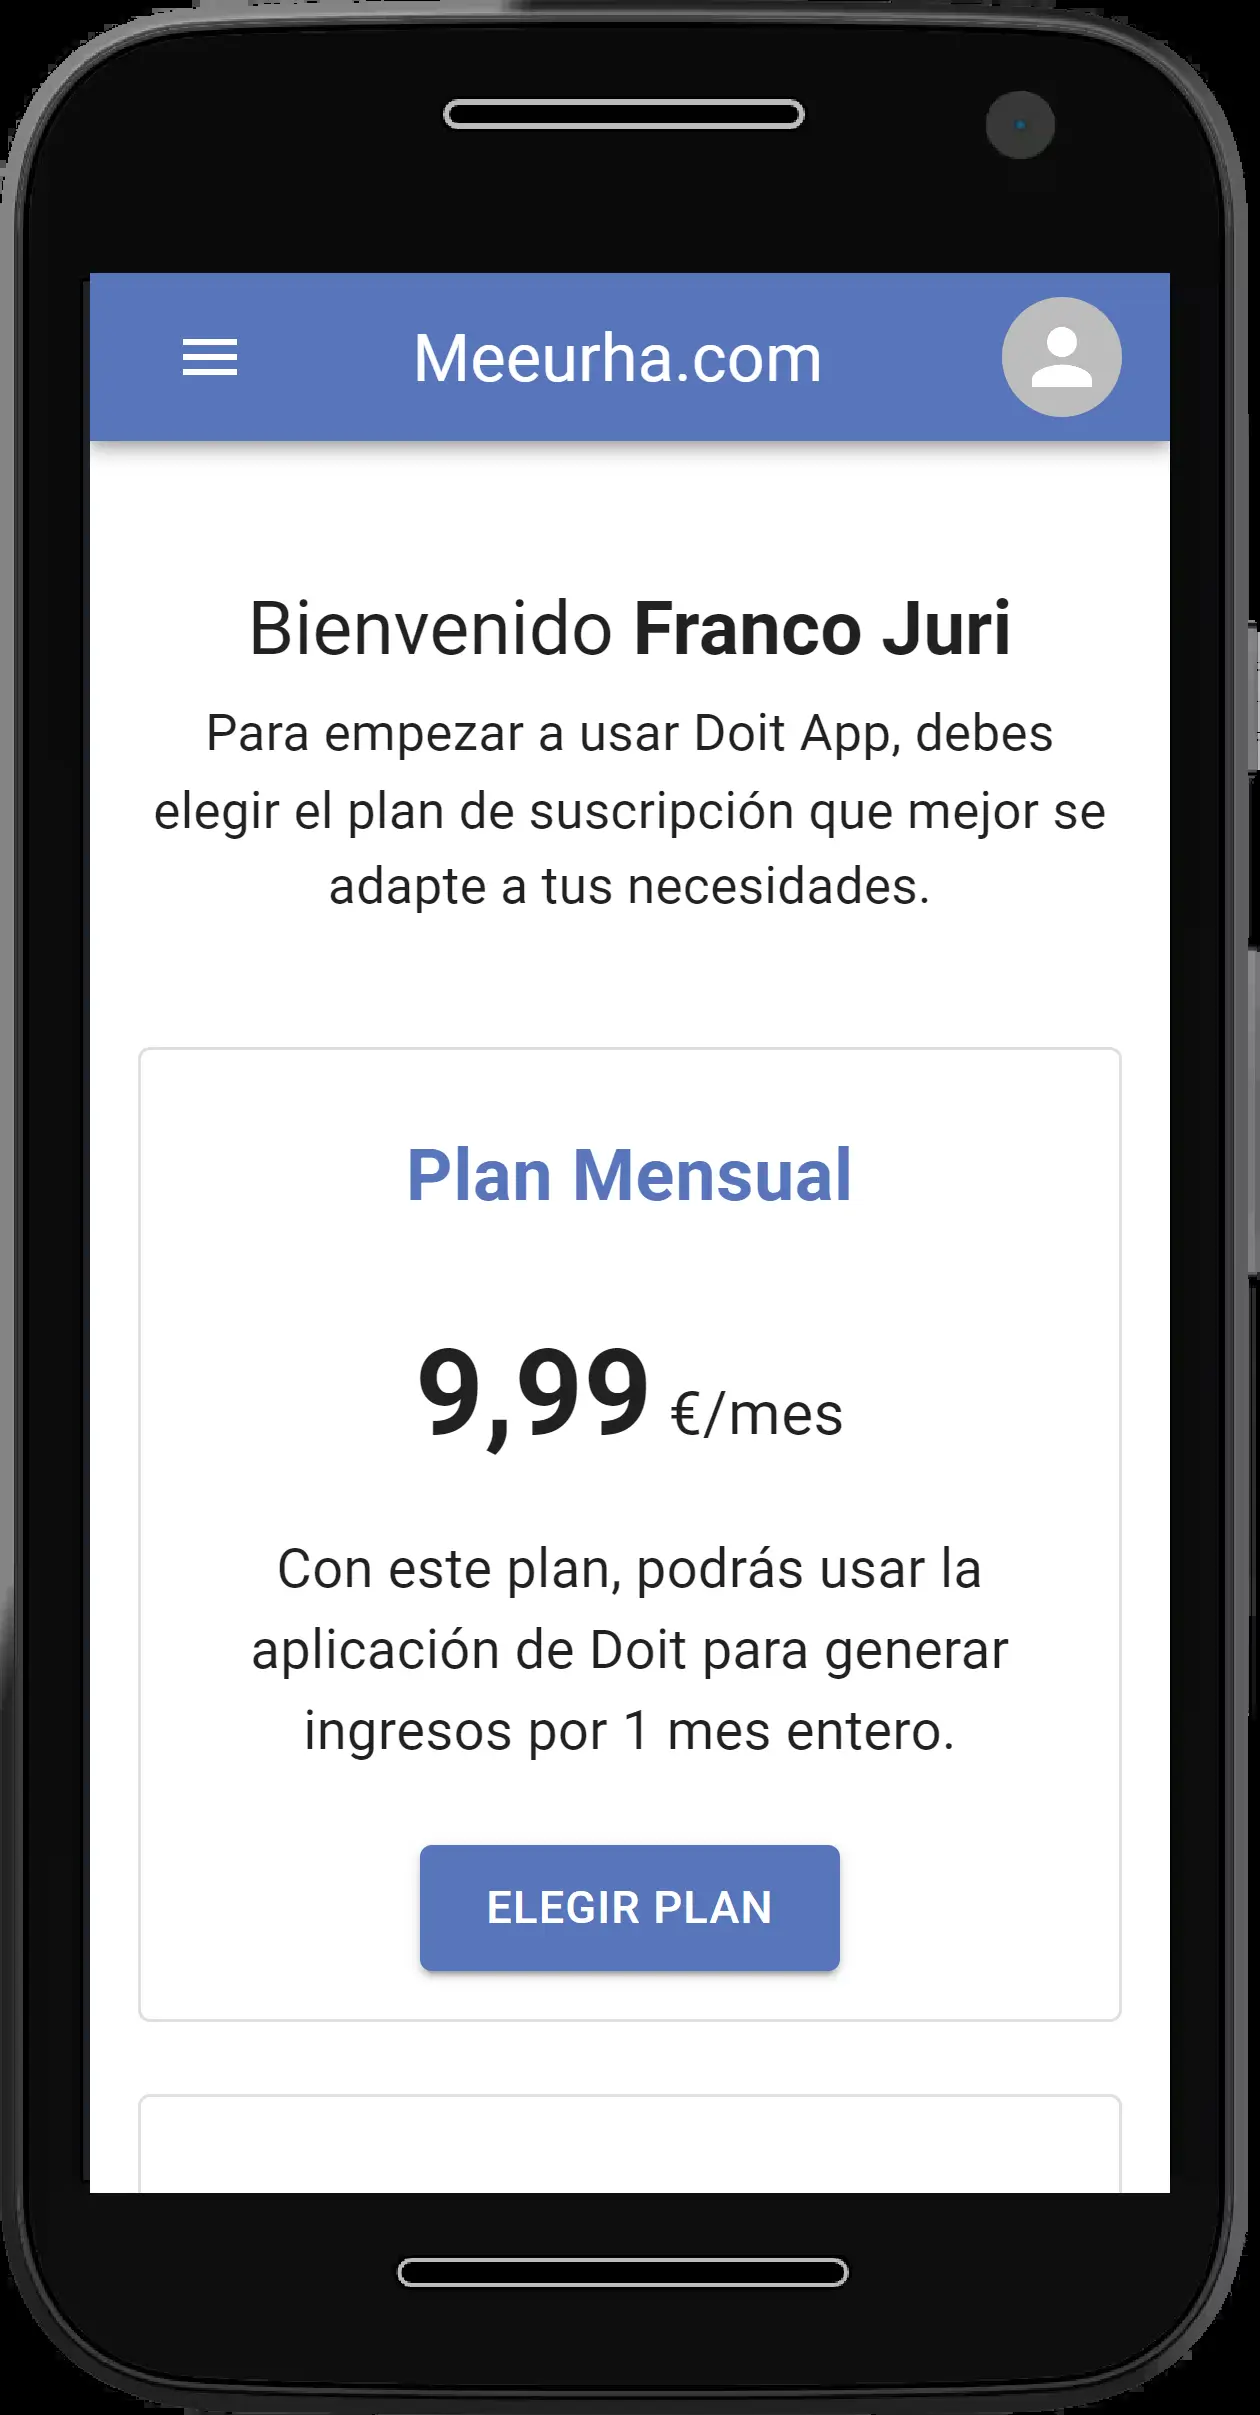 Meeurha.com
Bienvenido Franco Juri
Para empezar a usar Doit App, debes
elegir el plan de suscripción que mejor se
adapte a tus necesidades.
Plan Mensual
9,99 €/mes
Con este plan, podrás usar la
aplicación de Doit para generar
ingresos por 1 mes entero.
ELEGIR PLAN